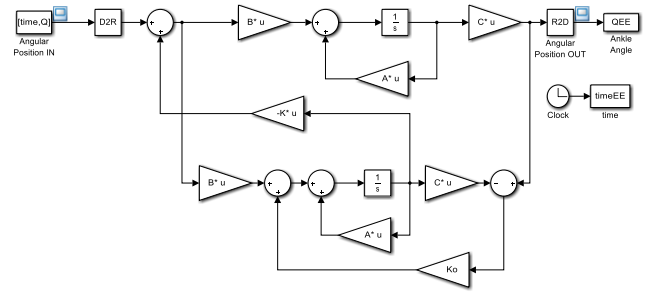 [time,Q]
Angular
Position IN
D2R
+
+
B* u
+
+
1
s
C* u
R2D
Angular
Position OUT
QEE
Ankle
Angle
A* u
Clock
timeEE
time
-K* u
B* u
+
+
+
+
1
s
C* u
−
+
A* u
Ko